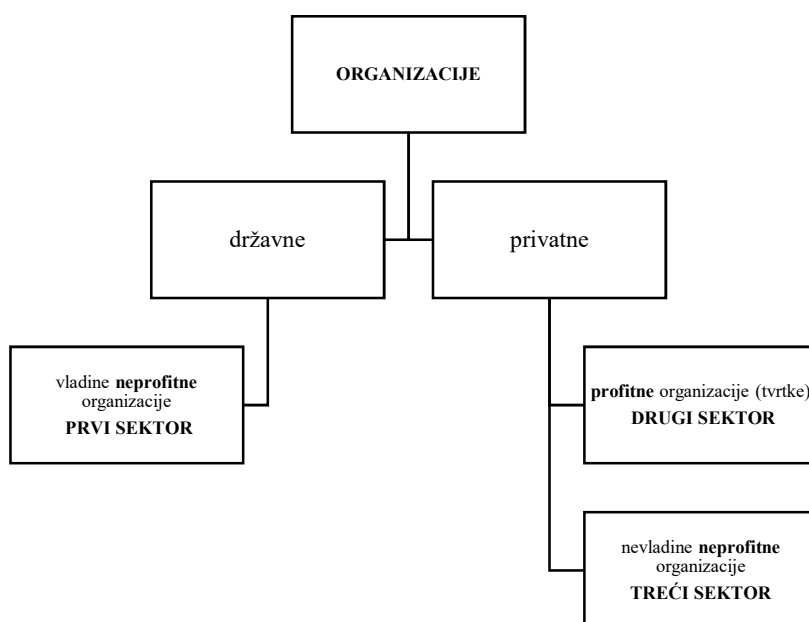 ORGANIZACIJE
državne
privatne
vladine neprofitne
organizacije
PRVI SEKTOR
profitne organizacije (tvrtke)
DRUGI SEKTOR
nevladine neprofitne
organizacije
TREĆI SEKTOR